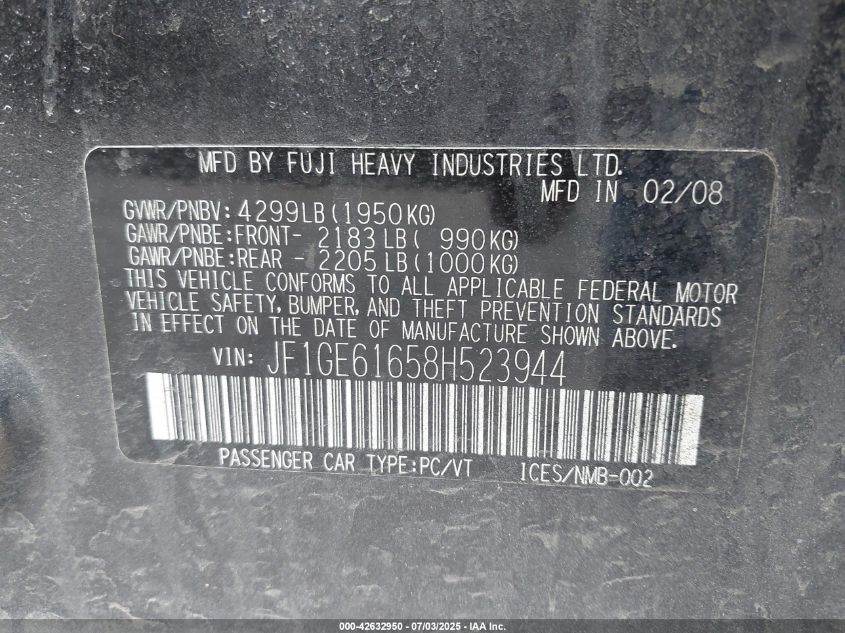 MFD BY FUJI HEAVY INDUSTRIES LTD.
MFD IN 02/08
GVWR/PNBV: 4299LB(1950KG)
GAWR/PNBE:FRONT- 2183LB( 990KG)
GAWR/PNBE:REAR - 2205LB(1000KG)
THIS VEHICLE CONFORMS TO ALL APPLICABLE FEDERAL MOTOR
VEHICLE SAFETY, BUMPER, AND THEFT PREVENTION STANDARDS
IN EFFECT ON THE DATE OF MANUFACTURE SHOWN ABOVE.
VIN: JF1GE61658H523944
PASSENGER CAR TYPE:PC/VT ICES/NMB-002
000-42632950 - 07/03/2025 - IAA Inc.